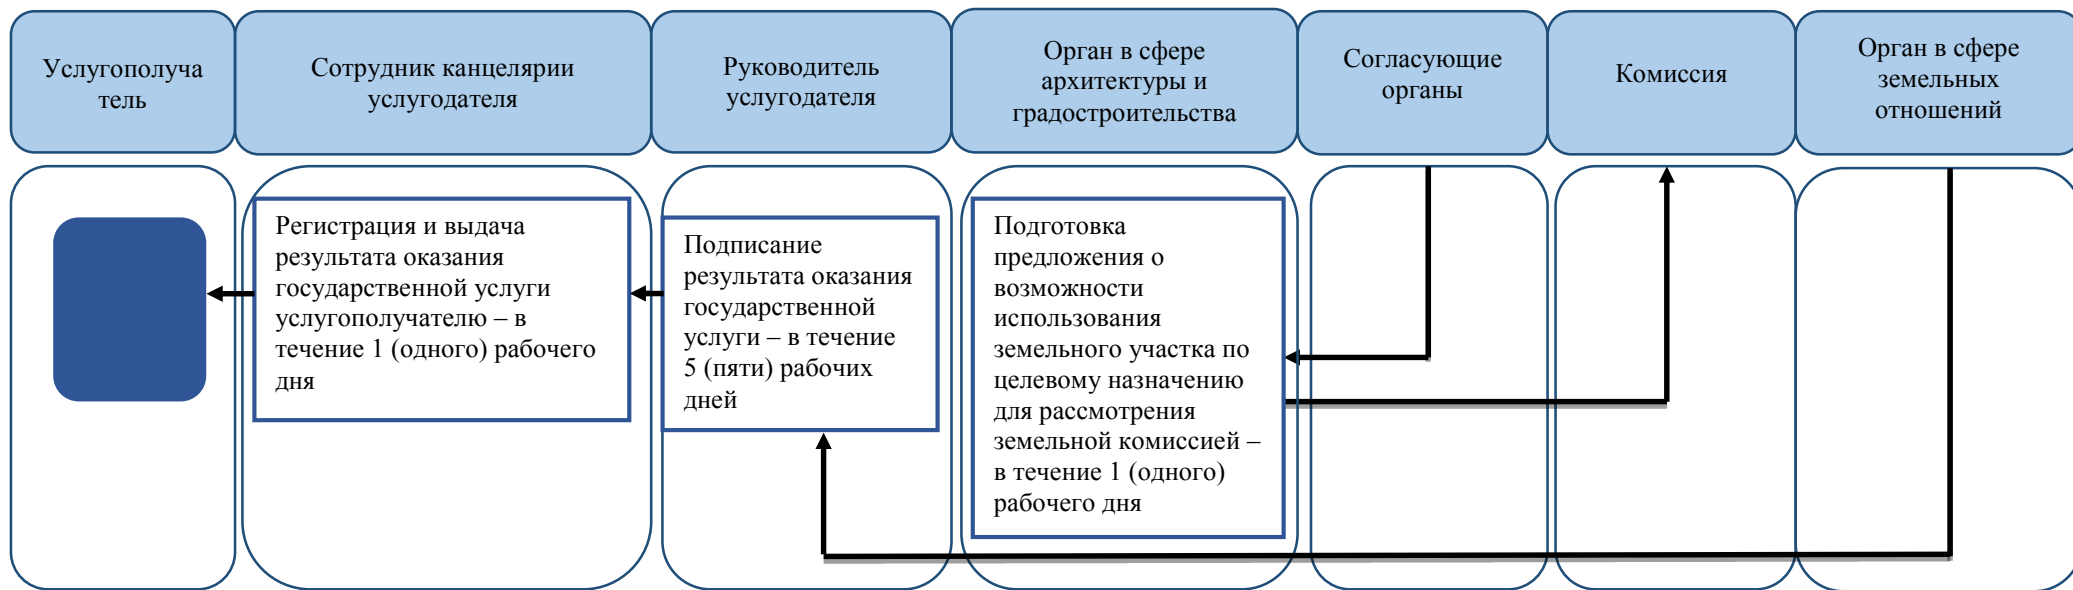 Услугополуча
тель
Сотрудник канцелярии
услугодателя
Руководитель
услугодателя
Орган в сфере
архитектуры и
градостроительства
Согласующие
органы
Комиссия
Орган в сфере
земельных
отношений
Регистрация и выдача
результата оказания
государственной услуги
услугополучателю – в
течение 1 (одного) рабочего
дня
Подписание
результата оказания
государственной
услуги – в течение
5 (пяти) рабочих
дней
Подготовка
предложения о
возможности
использования
земельного участка по
целевому назначению
для рассмотрения
земельной комиссией –
в течение 1 (одного)
рабочего дня